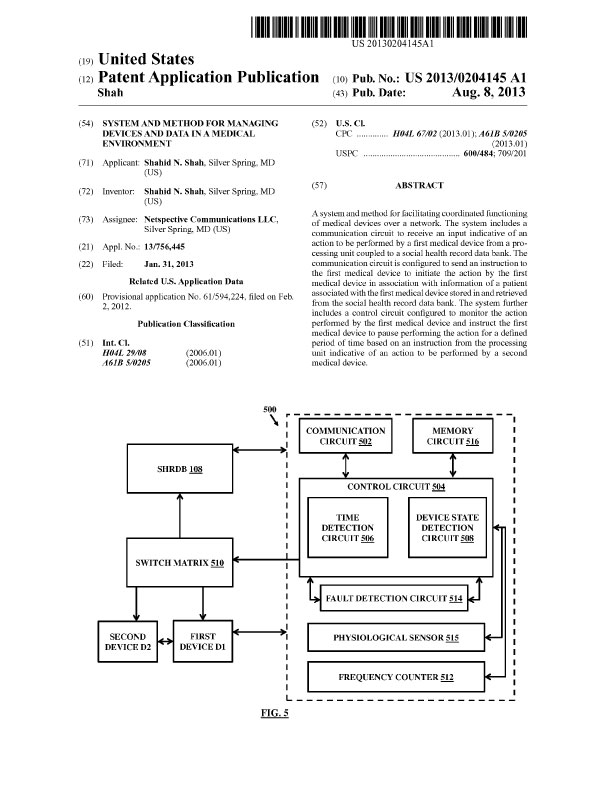 US 20130204145A1
(19) United States
(12) Patent Application Publication
Shah
(10) Pub. No.: US 2013/0204145 A1
(43) Pub. Date: Aug. 8, 2013
(54) SYSTEM AND METHOD FOR MANAGING
DEVICES AND DATA IN A MEDICAL
ENVIRONMENT
(71) Applicant: Shahid N. Shah, Silver Spring, MD
(US)
(72) Inventor: Shahid N. Shah, Silver Spring, MD
(US)
(73) Assignee: Netspective Communications LLC,
Silver Spring, MD (US)
(21) Appl. No.: 13/756,445
(22) Filed: Jan. 31, 2013
Related U.S. Application Data
(60) Provisional application No. 61/594,224, filed on Feb.
2, 2012.
Publication Classification
(51) Int. Cl.
H04L 29/08 (2006.01)
A61B 5/0205 (2006.01)
(52) U.S. Cl.
CPC .............. H04L 67/02 (2013.01); A61B 5/0205
(2013.01)
USPC .......................................... 600/484; 709/201
(57) ABSTRACT
A system and method for facilitating coordinated functioning
of medical devices over a network. The system includes a
communication circuit to receive an input indicative of an
action to be performed by a first medical device from a pro-
cessing unit coupled to a social health record data bank. The
communication circuit is configured to send an instruction to
the first medical device to initiate the action by the first
medical device in association with information of a patient
associated with the first medical device stored in and retrieved
from the social health record data bank. The system further
includes a control circuit configured to monitor the action
performed by the first medical device and instruct the first
medical device to pause performing the action for a defined
period of time based on an instruction from the processing
unit indicative of an action to be performed by a second
medical device.
500
COMMUNICATION
CIRCUIT 502
MEMORY
CIRCUIT 516
SHRDB 108
CONTROL CIRCUIT 504
TIME
DETECTION
CIRCUIT 506
DEVICE STATE
DETECTION
CIRCUIT 508
SWITCH MATRIX 510
FAULT DETECTION CIRCUIT 514
SECOND
DEVICE D2
FIRST
DEVICE D1
PHYSIOLOGICAL SENSOR 515
FREQUENCY COUNTER 512
FIG. 5